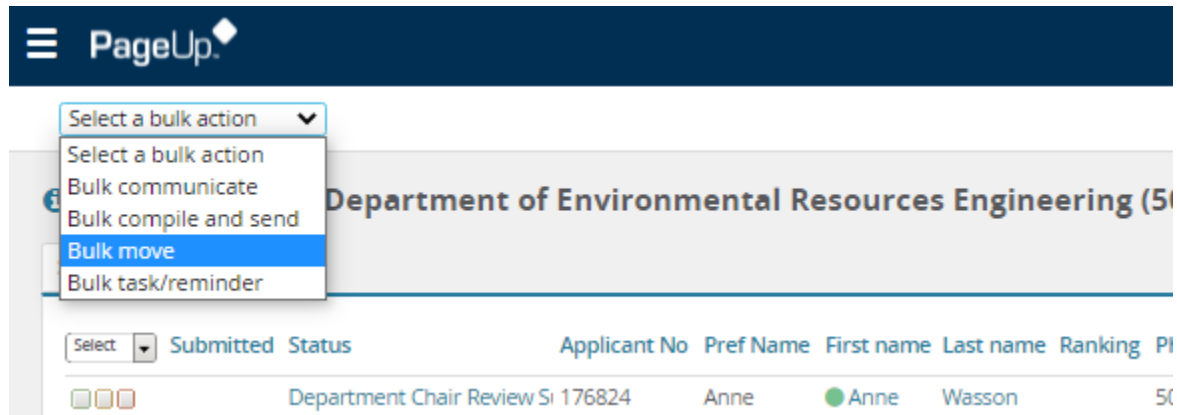 PageUp
Select a bulk action
Select a bulk action
Bulk communicate
Bulk compile and send
Bulk move
Bulk task/reminder
Department of Environmental Resources Engineering
Select Submitted Status Applicant No Pref Name First name Last name Ranking
Department Chair Review 176824 Anne Anne Wasson